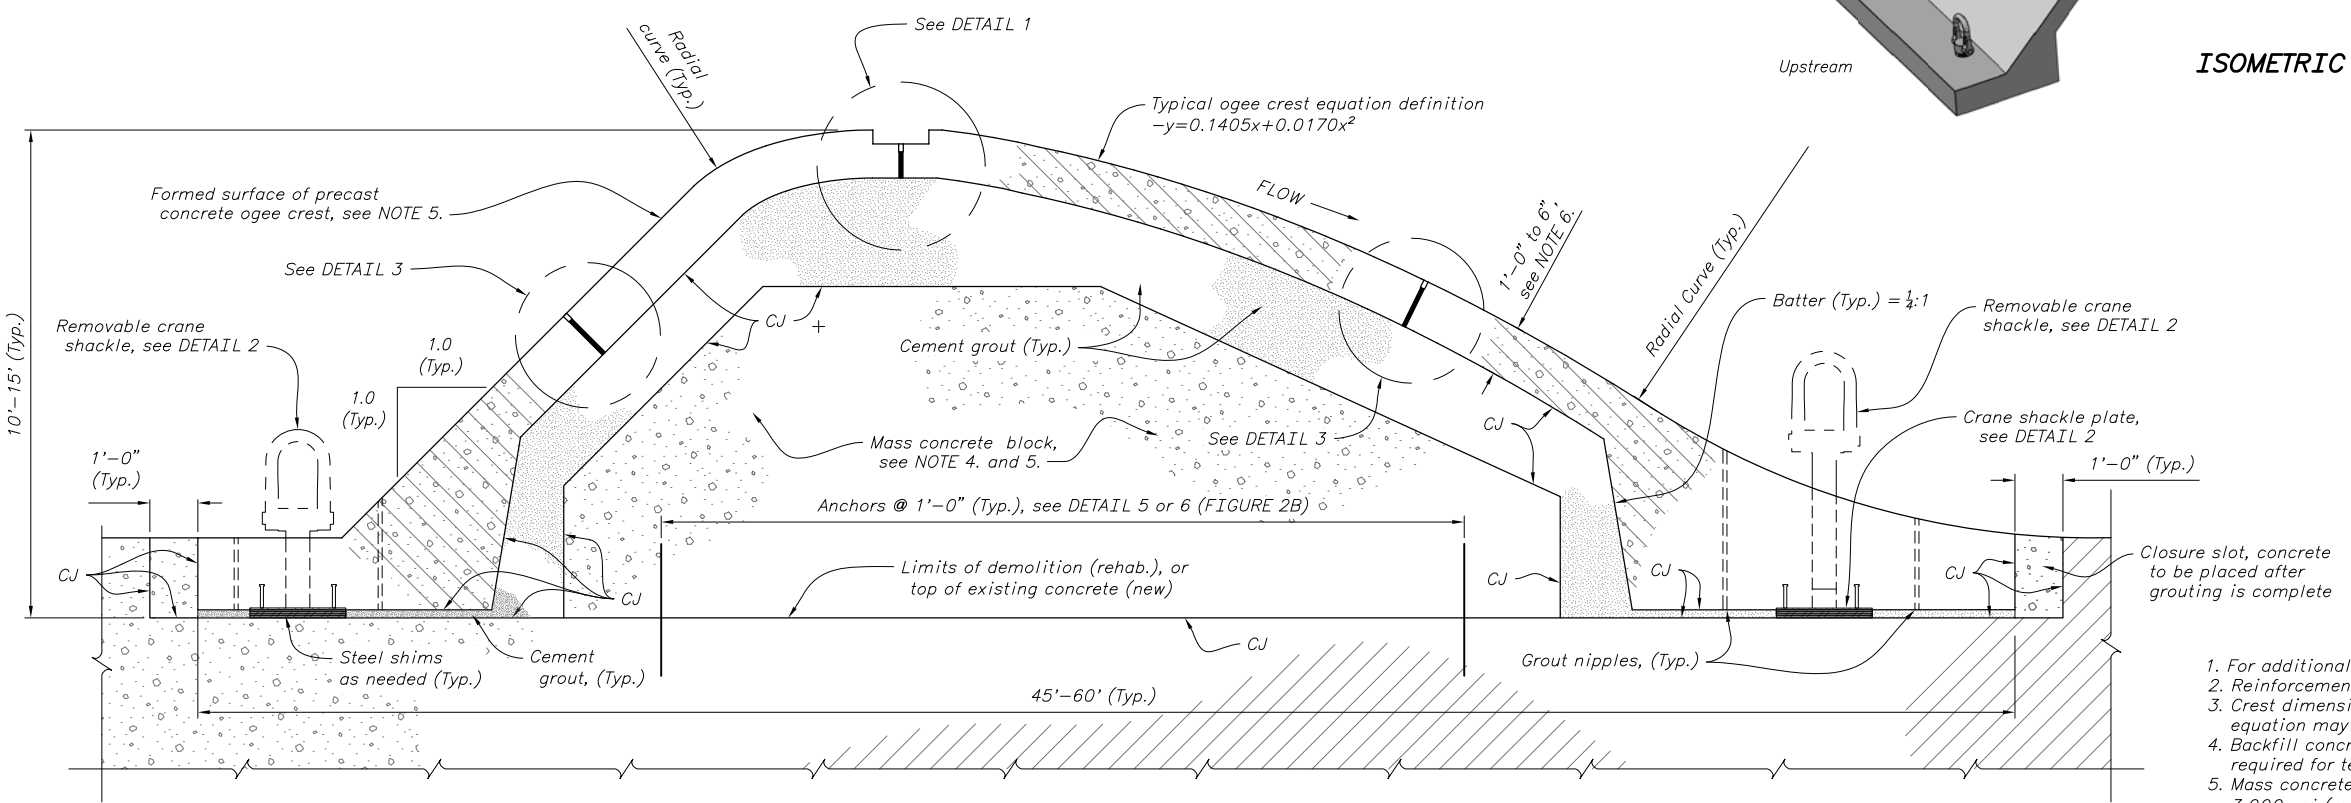 See DETAIL 1
Radial
curve (Typ.)
Upstream
ISOMETRIC
Typical ogee crest equation definition
-y=0.1405x+0.0170x²
Formed surface of precast
concrete ogee crest, see NOTE 5.
FLOW
1'-0" to 6",
see NOTE 6.
Radial Curve (Typ.)
See DETAIL 3
Removable crane
shackle, see DETAIL 2
1.0
(Typ.)
1.0
(Typ.)
10'-15' (Typ.)
CJ
Cement grout (Typ.)
Batter (Typ.) = ¼:1
Removable crane
shackle, see DETAIL 2
Mass concrete block,
see NOTE 4. and 5.
See DETAIL 3
CJ
Crane shackle plate,
see DETAIL 2
1'-0"
(Typ.)
1'-0" (Typ.)
Anchors @ 1'-0" (Typ.), see DETAIL 5 or 6 (FIGURE 2B)
CJ
CJ
Limits of demolition (rehab.), or
top of existing concrete (new)
CJ
CJ
CJ
Closure slot, concrete
to be placed after
grouting is complete
Steel shims
as needed (Typ.)
Cement
grout, (Typ.)
CJ
Grout nipples, (Typ.)
45'-60' (Typ.)
1. For additional
2. Reinforcemen
3. Crest dimensi
equation may
4. Backfill concr
required for te
5. Mass concrete